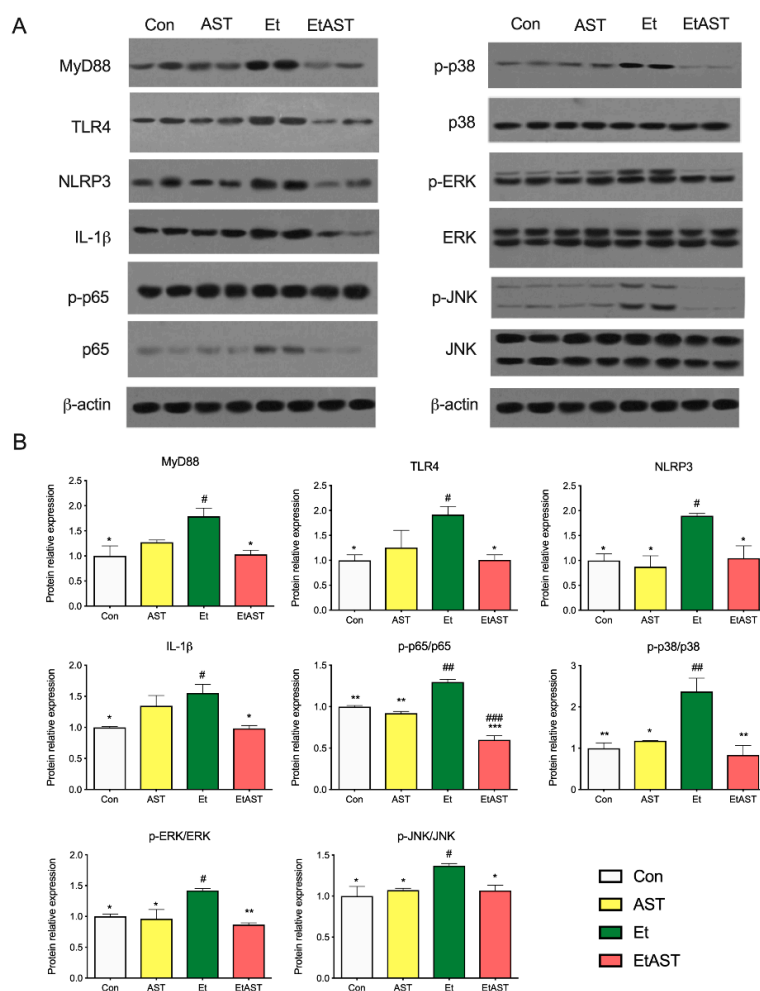 A
Con AST Et EtAST
MyD88
TLR4
NLRP3
IL-1β
p-p65
p65
β-actin
Con AST Et EtAST
p-p38
p38
p-ERK
ERK
p-JNK
JNK
β-actin
B
MyD88
Protein relative expression
2.5
2.0
1.5
1.0
0.5
0.0
*
#
*
Con AST Et EtAST
TLR4
Protein relative expression
2.5
2.0
1.5
1.0
0.5
0.0
*
#
*
Con AST Et EtAST
NLRP3
Protein relative expression
2.5
2.0
1.5
1.0
0.5
0.0
*
*
#
*
Con AST Et EtAST
IL-1β
Protein relative expression
2.0
1.5
1.0
0.5
0.0
*
#
*
Con AST Et EtAST
p-p65/p65
Protein relative expression
1.5
1.0
0.5
0.0
**
**
##
###
***
Con AST Et EtAST
p-p38/p38
Protein relative expression
3
2
1
0
**
*
##
**
Con AST Et EtAST
p-ERK/ERK
Protein relative expression
2.0
1.5
1.0
0.5
0.0
*
*
#
**
Con AST Et EtAST
p-JNK/JNK
Protein relative expression
1.5
1.0
0.5
0.0
*
*
#
*
Con AST Et EtAST
Con
AST
Et
EtAST